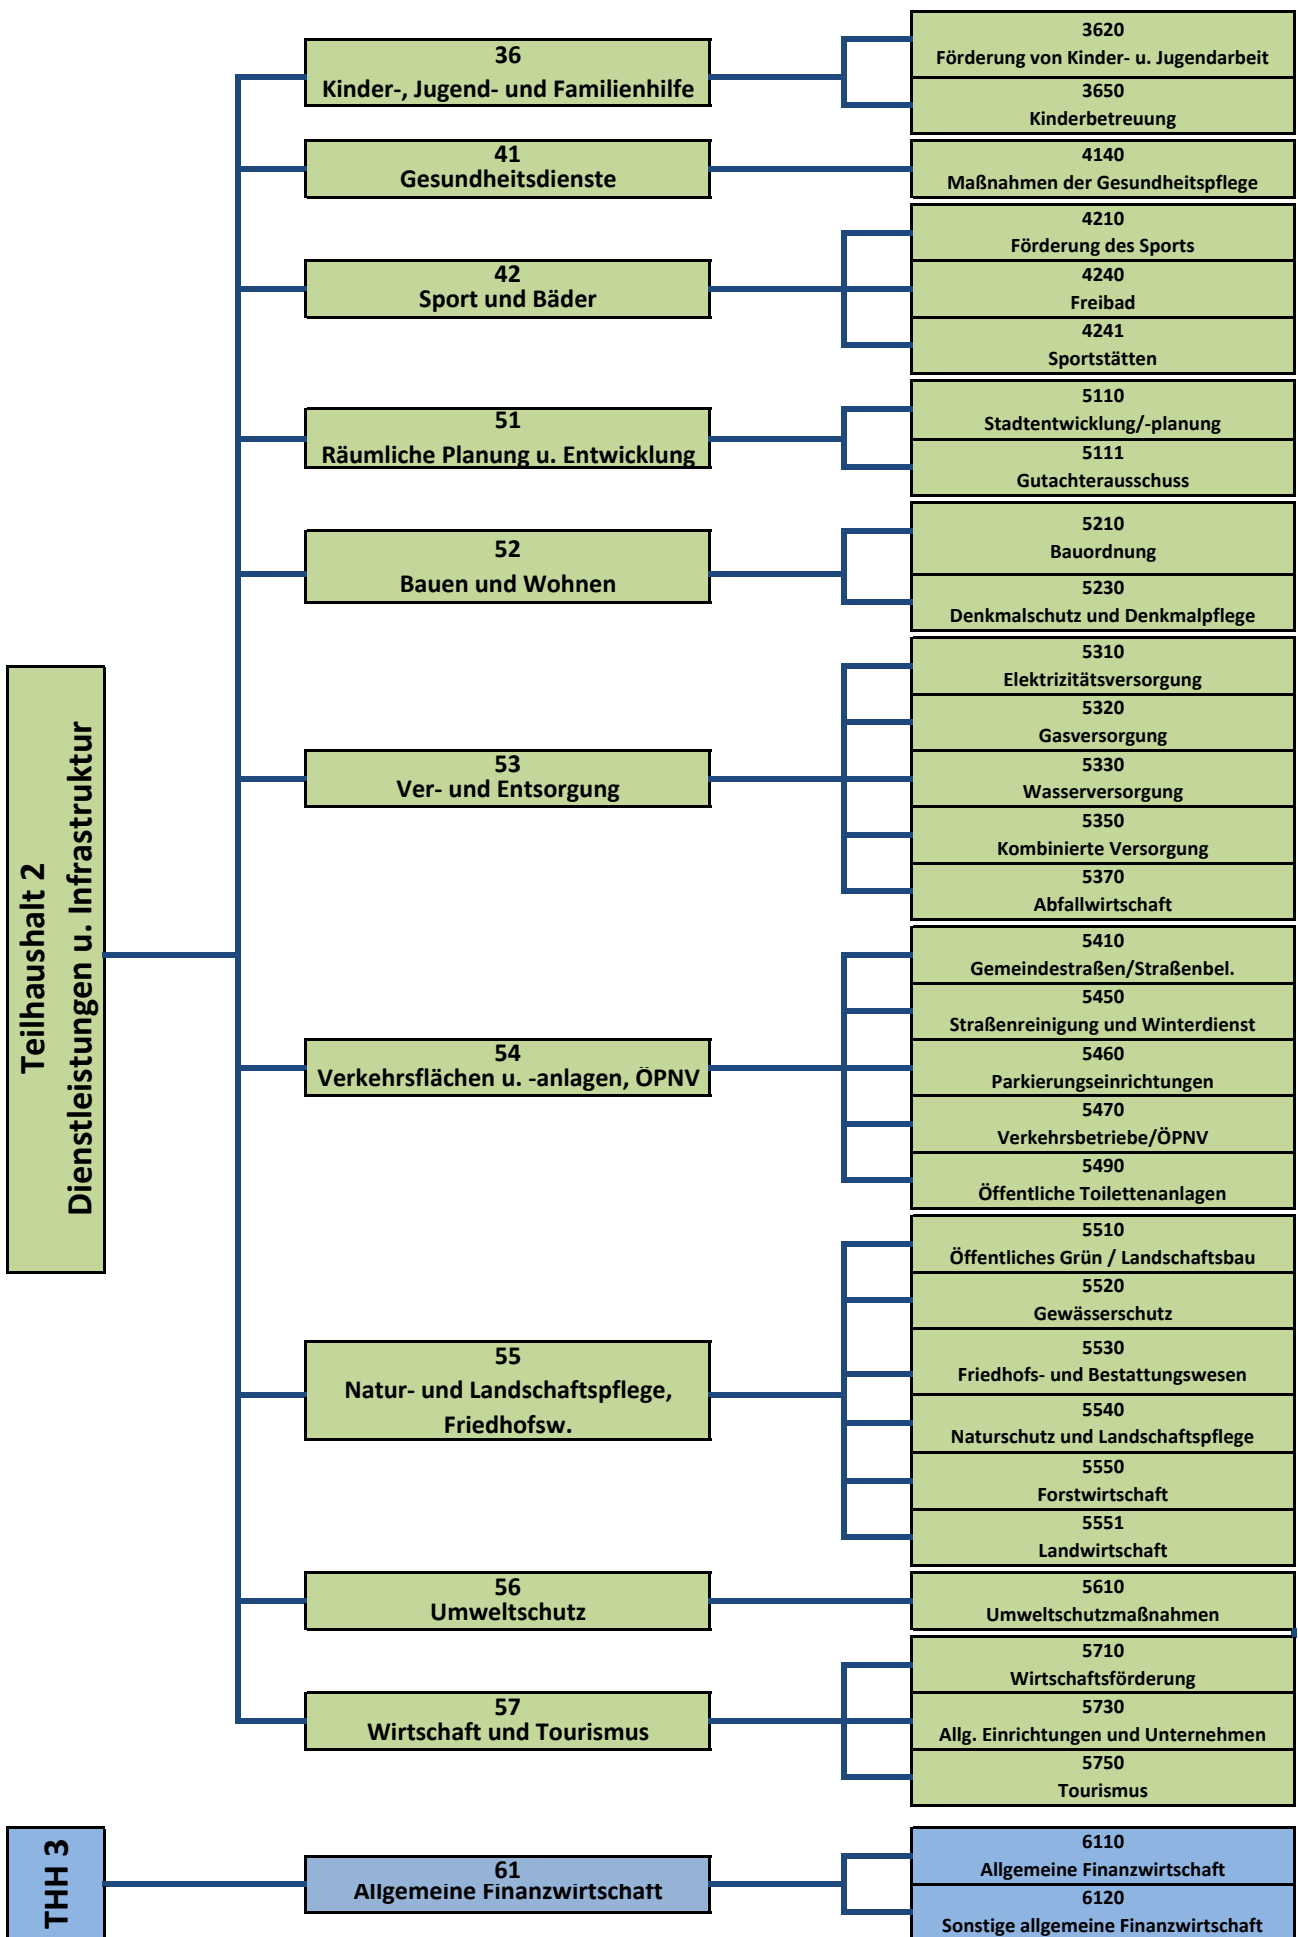 Teilhaushalt 2
Dienstleistungen u. Infrastruktur
36
Kinder-, Jugend- und Familienhilfe
3620
Förderung von Kinder- u. Jugendarbeit
3650
Kinderbetreuung
41
Gesundheitsdienste
4140
Maßnahmen der Gesundheitspflege
42
Sport und Bäder
4210
Förderung des Sports
4240
Freibad
4241
Sportstätten
51
Räumliche Planung u. Entwicklung
5110
Stadtentwicklung/-planung
5111
Gutachterausschuss
52
Bauen und Wohnen
5210
Bauordnung
5230
Denkmalschutz und Denkmalpflege
53
Ver- und Entsorgung
5310
Elektrizitätsversorgung
5320
Gasversorgung
5330
Wasserversorgung
5350
Kombinierte Versorgung
5370
Abfallwirtschaft
54
Verkehrsflächen u. -anlagen, ÖPNV
5410
Gemeindestraßen/Straßenbel.
5450
Straßenreinigung und Winterdienst
5460
Parkierungseinrichtungen
5470
Verkehrsbetriebe/ÖPNV
5490
Öffentliche Toilettenanlagen
55
Natur- und Landschaftspflege,
Friedhofsw.
5510
Öffentliches Grün / Landschaftsbau
5520
Gewässerschutz
5530
Friedhofs- und Bestattungswesen
5540
Naturschutz und Landschaftspflege
5550
Forstwirtschaft
5551
Landwirtschaft
56
Umweltschutz
5610
Umweltschutzmaßnahmen
57
Wirtschaft und Tourismus
5710
Wirtschaftsförderung
5730
Allg. Einrichtungen und Unternehmen
5750
Tourismus
THH 3
61
Allgemeine Finanzwirtschaft
6110
Allgemeine Finanzwirtschaft
6120
Sonstige allgemeine Finanzwirtschaft